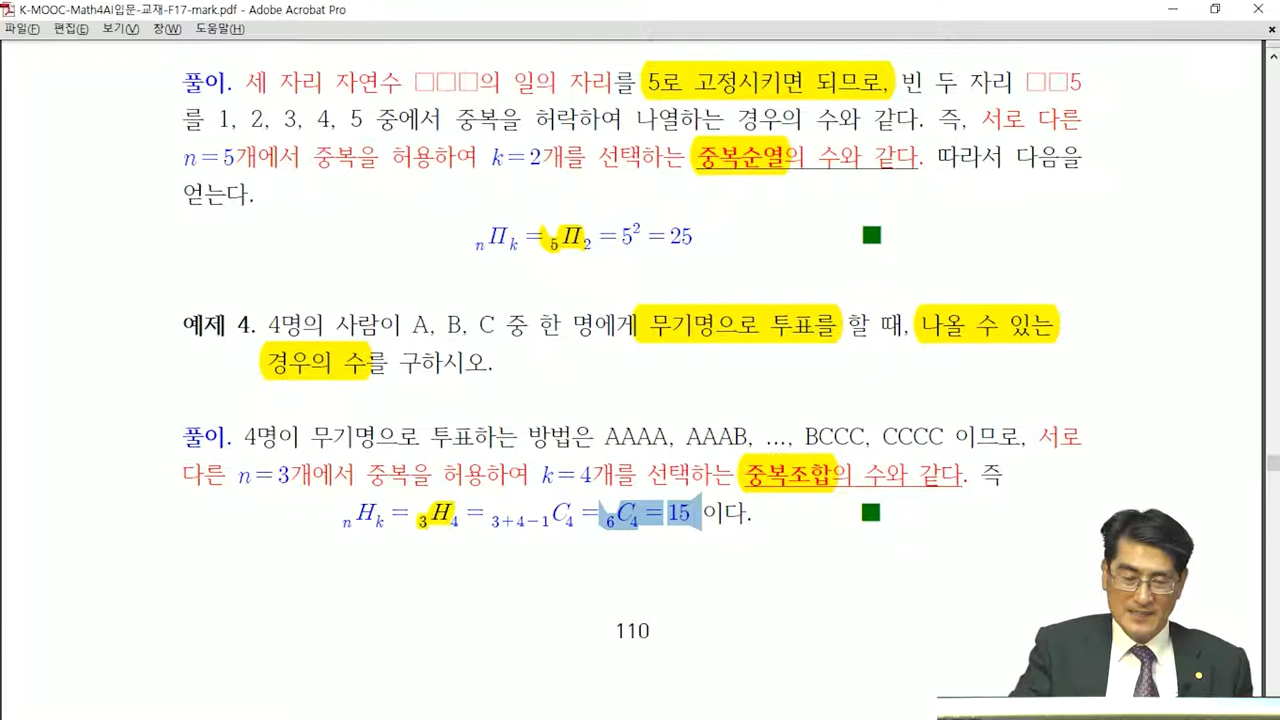 K-MOOC-Math4AI입문-교재-F17-mark.pdf - Adobe Acrobat Pro
파일(F) 편집(E) 보기(V) 창(W) 도움말(H)
풀이. 세 자리 자연수 □□□의 일의 자리를 5로 고정시키면 되므로, 빈 두 자리 □□5
를 1, 2, 3, 4, 5 중에서 중복을 허락하여 나열하는 경우의 수와 같다. 즉, 서로 다른
n=5개에서 중복을 허용하여 k=2개를 선택하는 중복순열의 수와 같다. 따라서 다음을
얻는다.
ₙΠₖ = ₅Π₂ = 5² = 25
예제 4. 4명의 사람이 A, B, C 중 한 명에게 무기명으로 투표를 할 때, 나올 수 있는
경우의 수를 구하시오.
풀이. 4명이 무기명으로 투표하는 방법은 AAAA, AAAB, ..., BCCC, CCCC 이므로, 서로
다른 n=3개에서 중복을 허용하여 k=4개를 선택하는 중복조합의 수와 같다. 즉
ₙHₖ = ₃H₄ = ₃₊₄₋₁C₄ = ₆C₄ = 15 이다.
110